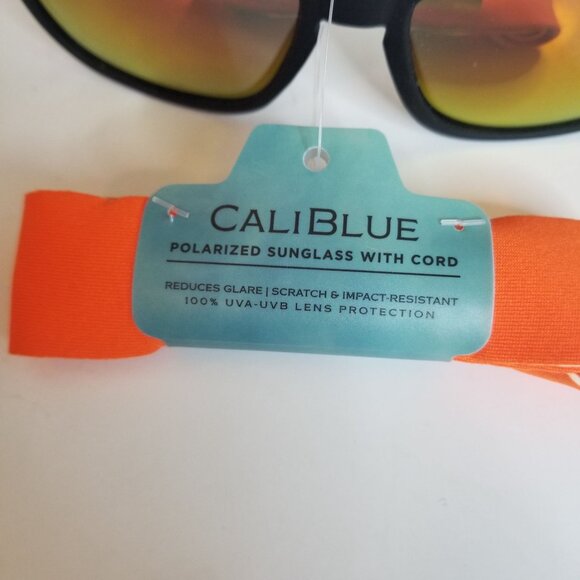 CALIBLUE
POLARIZED SUNGLASS WITH CORD
REDUCES GLARE | SCRATCH & IMPACT-RESISTANT
100% UVA-UVB LENS PROTECTION